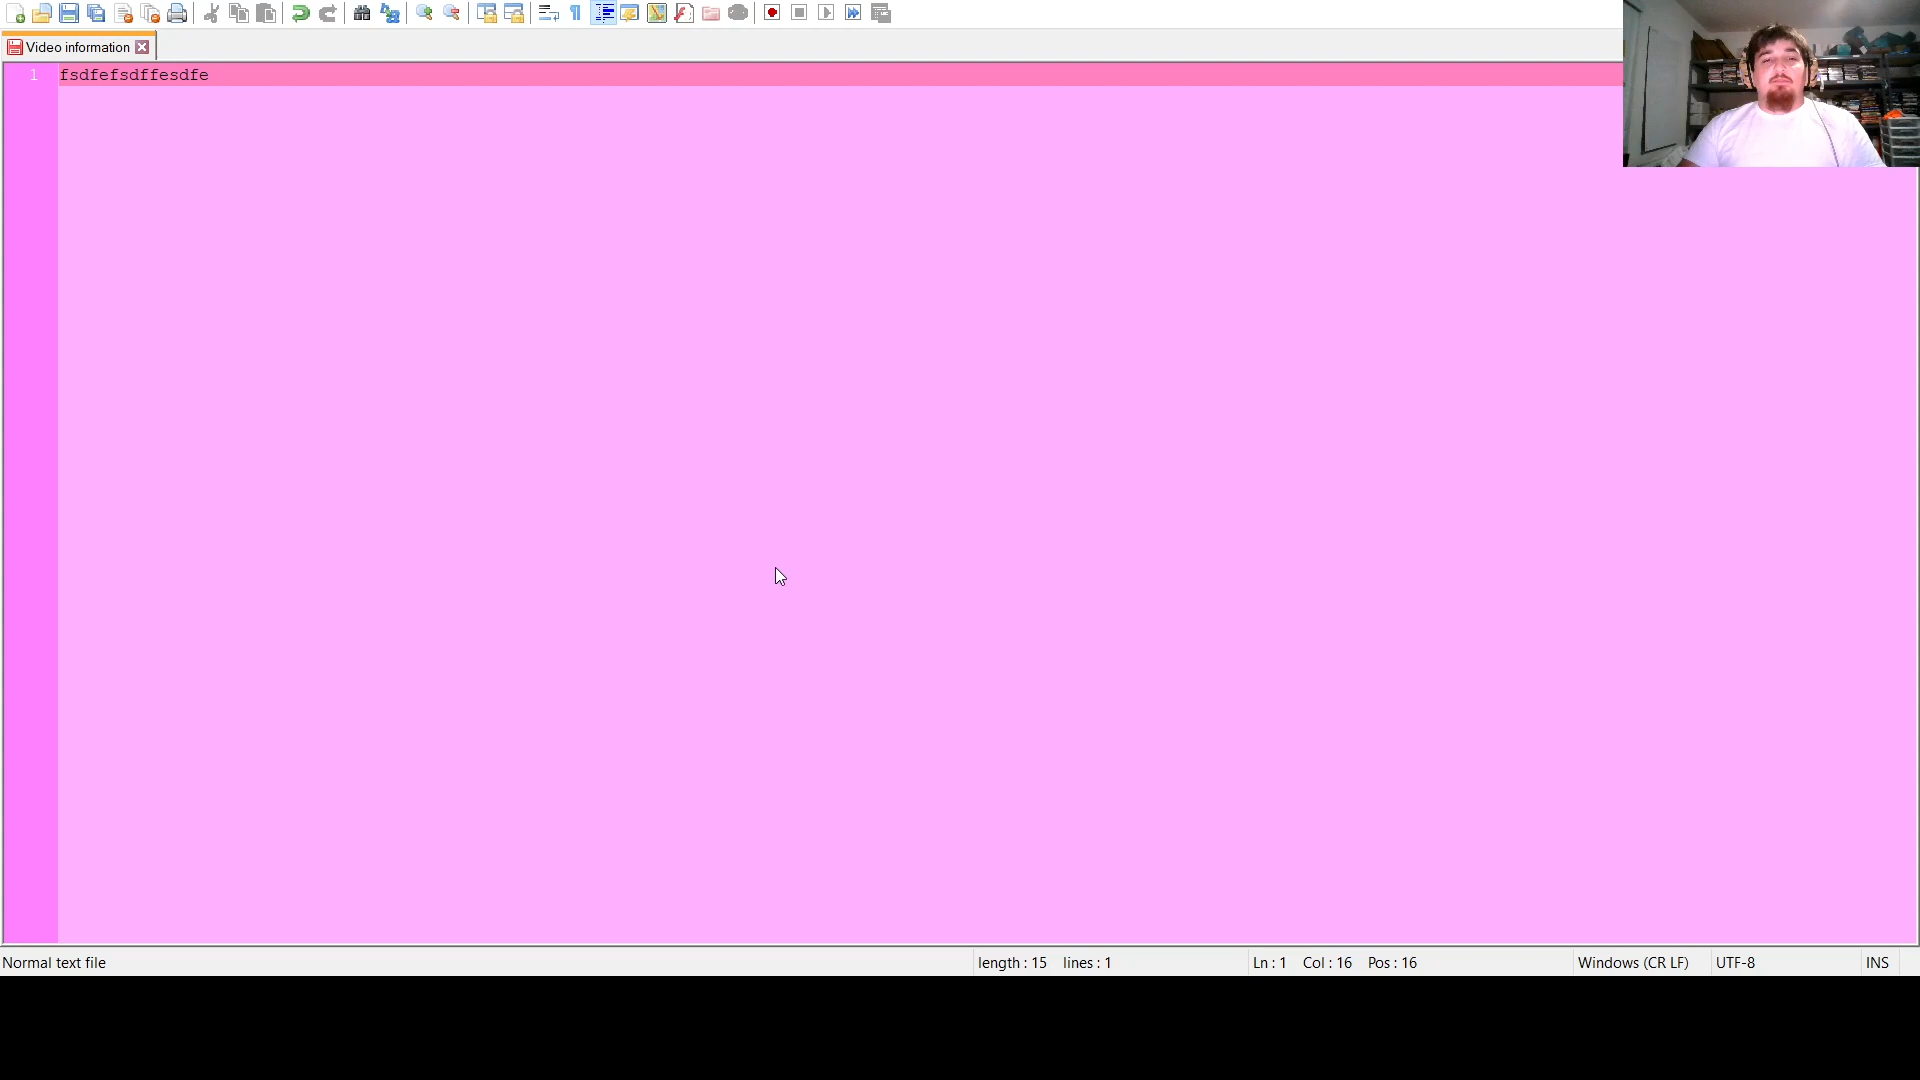 Video information
1 fsdfefsdffesdfe
Normal text file length : 15 lines : 1 Ln : 1 Col : 16 Pos : 16 Windows (CR LF) UTF-8 INS